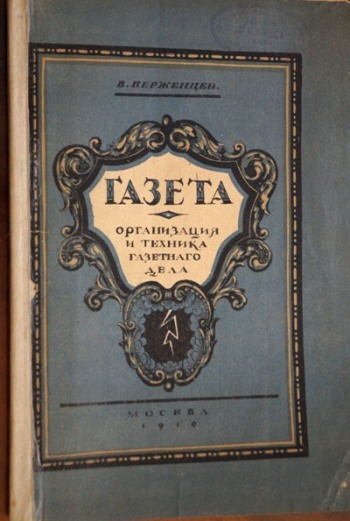 В. КЕРЖЕНЦЕВ.
ГАЗЕТА
ОРГАНИЗАЦИЯ
И ТЕХНИКА
ГАЗЕТНАГО
ДЕЛА
МОСКВА
1919